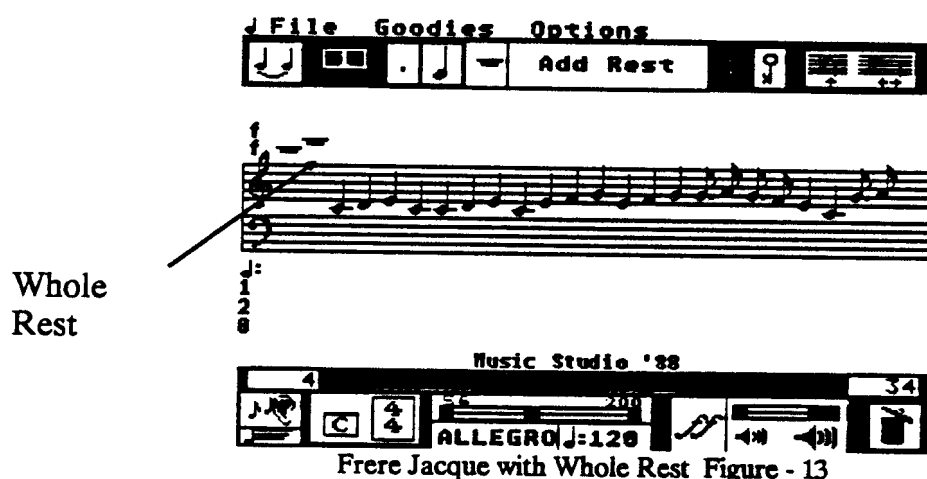 File Goodies Options
Add Rest
f
f
Whole
Rest
♩:
1
2
8
Music Studio '88
4
34
56
200
C
4
4
ff
ALLEGRO ♩:120
Frere Jacque with Whole Rest Figure - 13